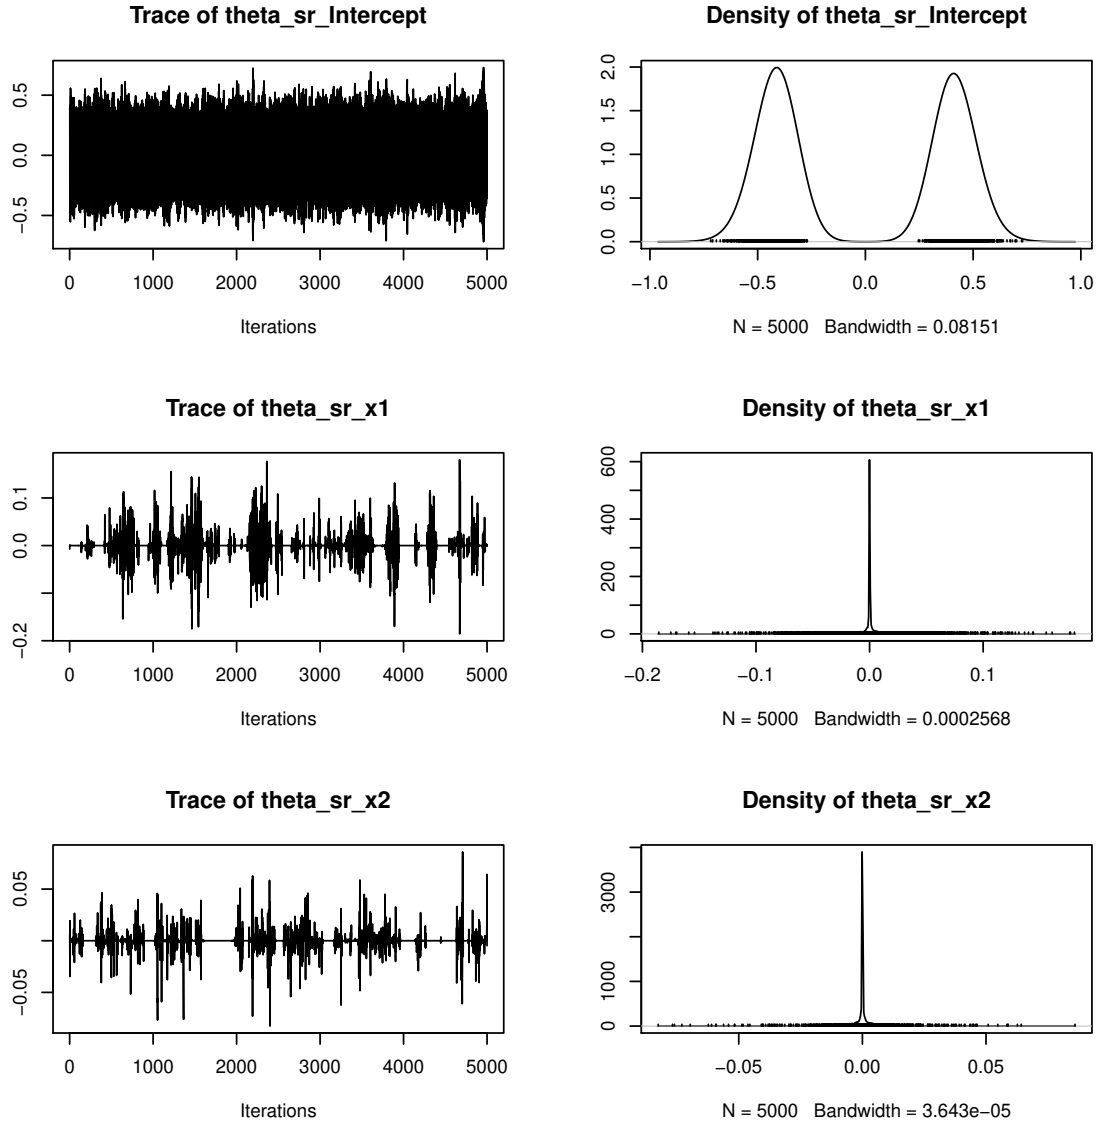 Trace of theta_sr_Intercept
0.5
0.0
−0.5
0 1000 2000 3000 4000 5000
Iterations
Density of theta_sr_Intercept
2.0
1.5
1.0
0.5
0.0
−1.0 −0.5 0.0 0.5 1.0
N = 5000 Bandwidth = 0.08151
Trace of theta_sr_x1
0.1
0.0
−0.2
0 1000 2000 3000 4000 5000
Iterations
Density of theta_sr_x1
600
400
200
0
−0.2 −0.1 0.0 0.1
N = 5000 Bandwidth = 0.0002568
Trace of theta_sr_x2
0.05
−0.05
0 1000 2000 3000 4000 5000
Iterations
Density of theta_sr_x2
3000
1000
0
−0.05 0.00 0.05
N = 5000 Bandwidth = 3.643e−05